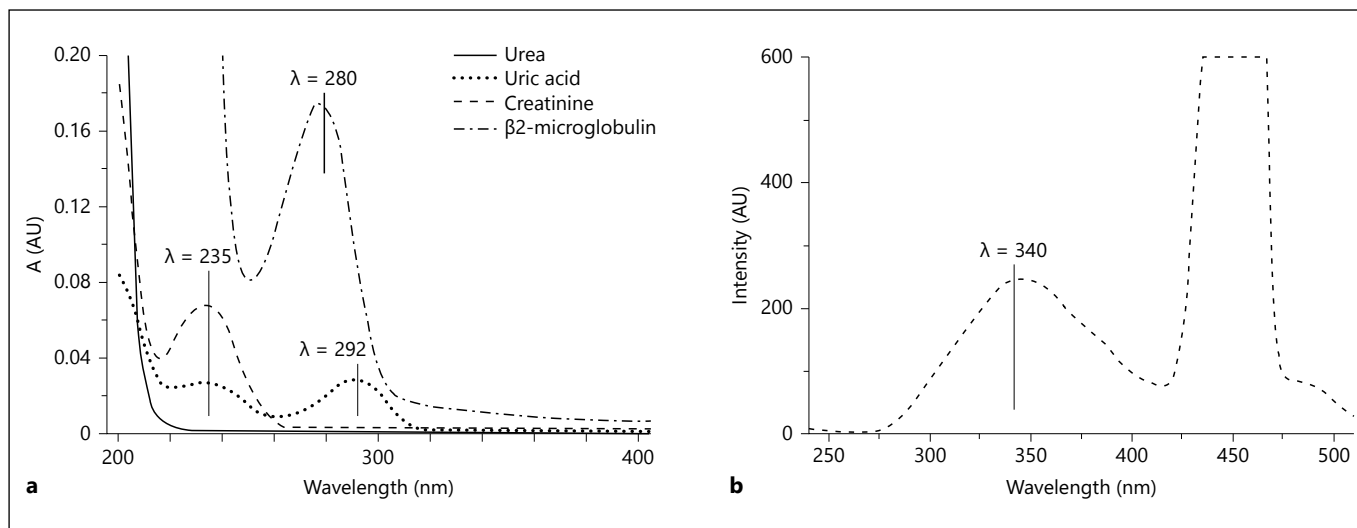 0.20
0.16
0.12
0.08
0.04
0
A (AU)
200
300
400
Wavelength (nm)
λ = 280
λ = 235
λ = 292
Urea
Uric acid
Creatinine
β2-microglobulin
a
600
400
200
0
Intensity (AU)
λ = 340
250
300
350
400
450
500
Wavelength (nm)
b